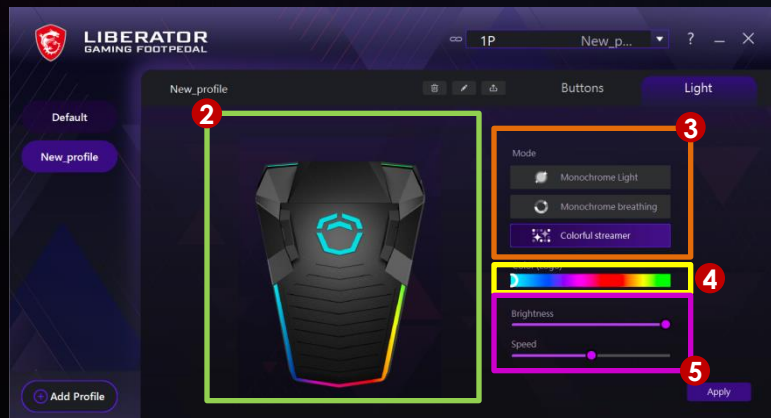 LIBERATOR
GAMING FOOTPEDAL
1P New_p... ?
New_profile Buttons Light
Default
New_profile
2
3
Mode
Monochrome Light
Monochrome breathing
Colorful streamer
4
Brightness
Speed
5
Add Profile
Apply